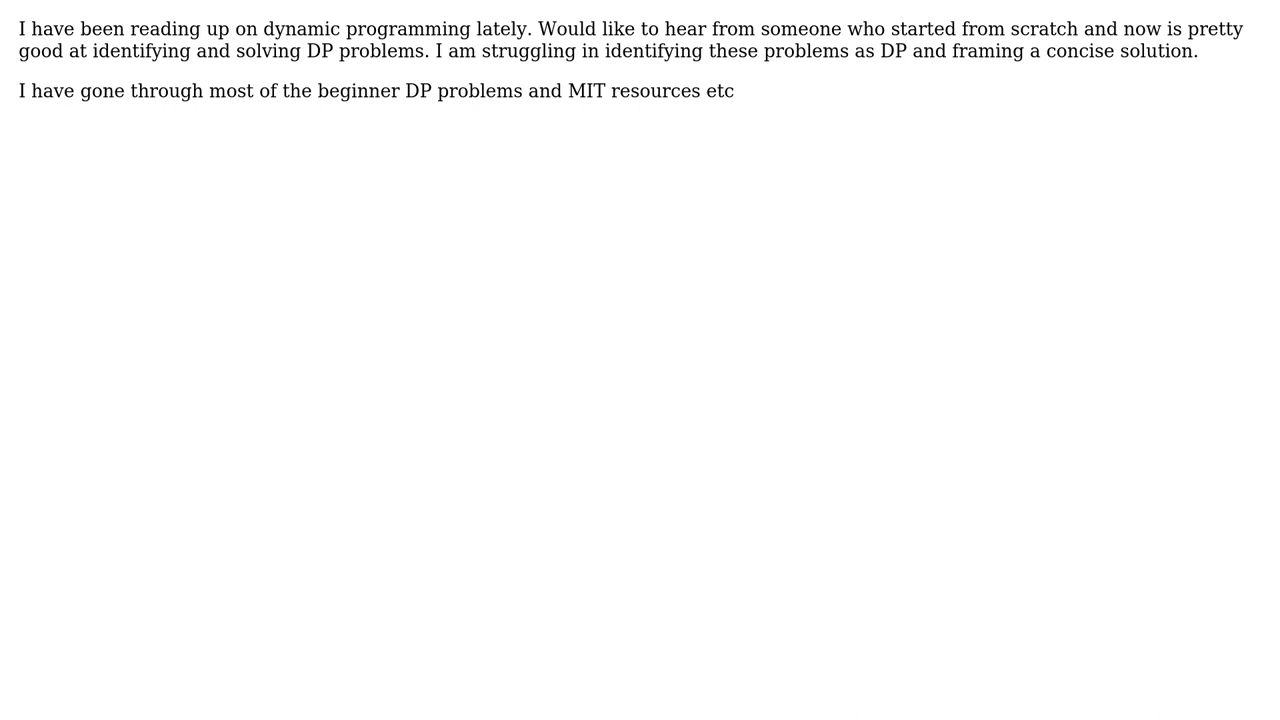 I have been reading up on dynamic programming lately. Would like to hear from someone who started from scratch and now is pretty
good at identifying and solving DP problems. I am struggling in identifying these problems as DP and framing a concise solution.
I have gone through most of the beginner DP problems and MIT resources etc